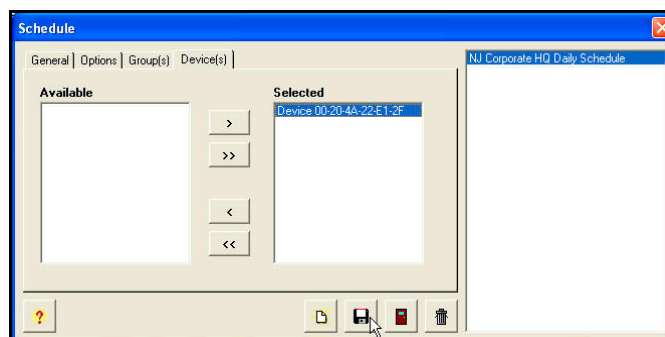 Schedule
General Options Group(s) Device(s)
Available
Selected
Device 00-20-4A-22-E1-2F
>
>>
<
<<
?
NJ Corporate HQ Daily Schedule